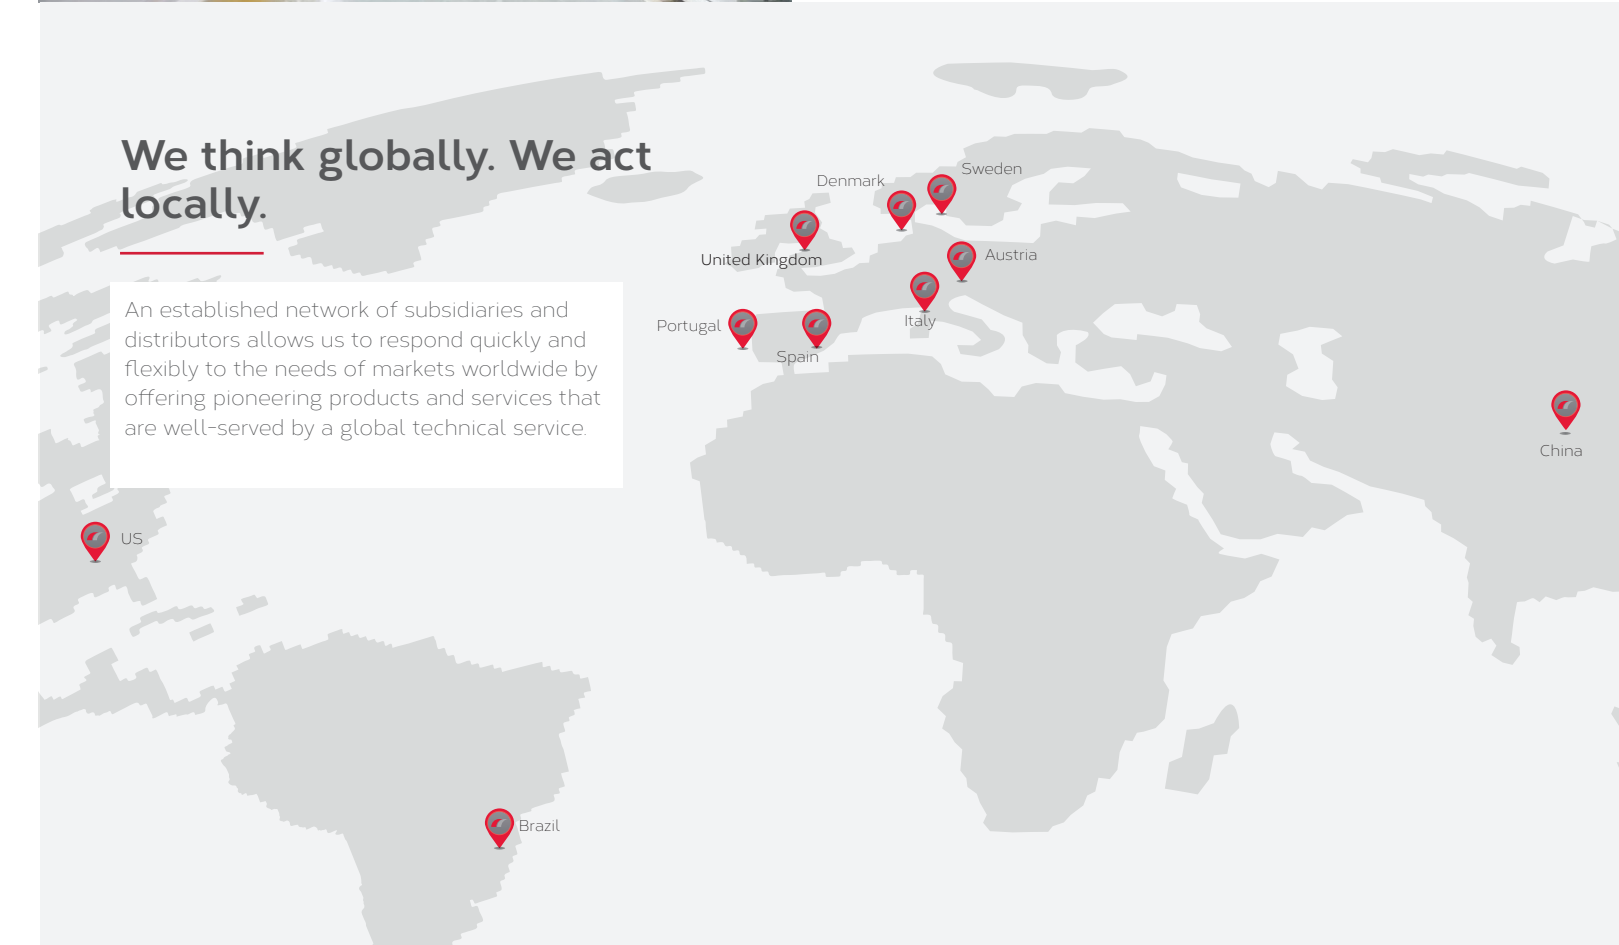 We think globally. We act
locally.
An established network of subsidiaries and
distributors allows us to respond quickly and
flexibly to the needs of markets worldwide by
offering pioneering products and services that
are well-served by a global technical service.
Sweden
Denmark
United Kingdom
Austria
Italy
Portugal
Spain
China
US
Brazil